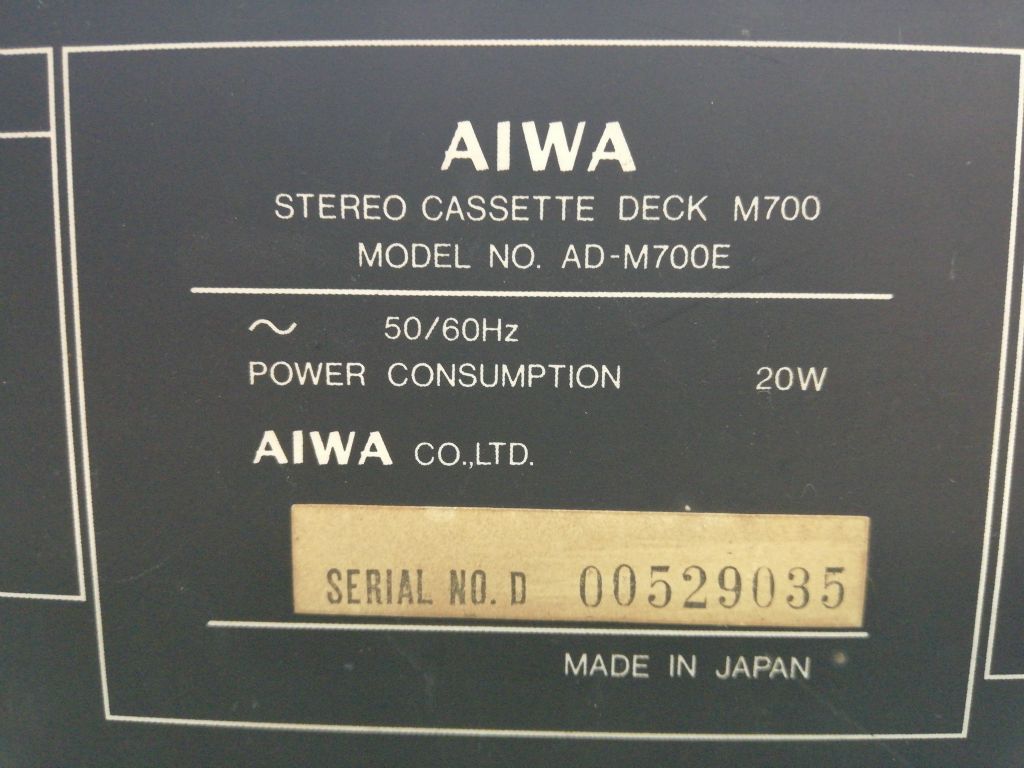 AIWA
STEREO CASSETTE DECK M700
MODEL NO. AD-M700E
~ 50/60Hz
POWER CONSUMPTION 20W
AIWA CO.,LTD.
SERIAL NO. D 00529035
MADE IN JAPAN